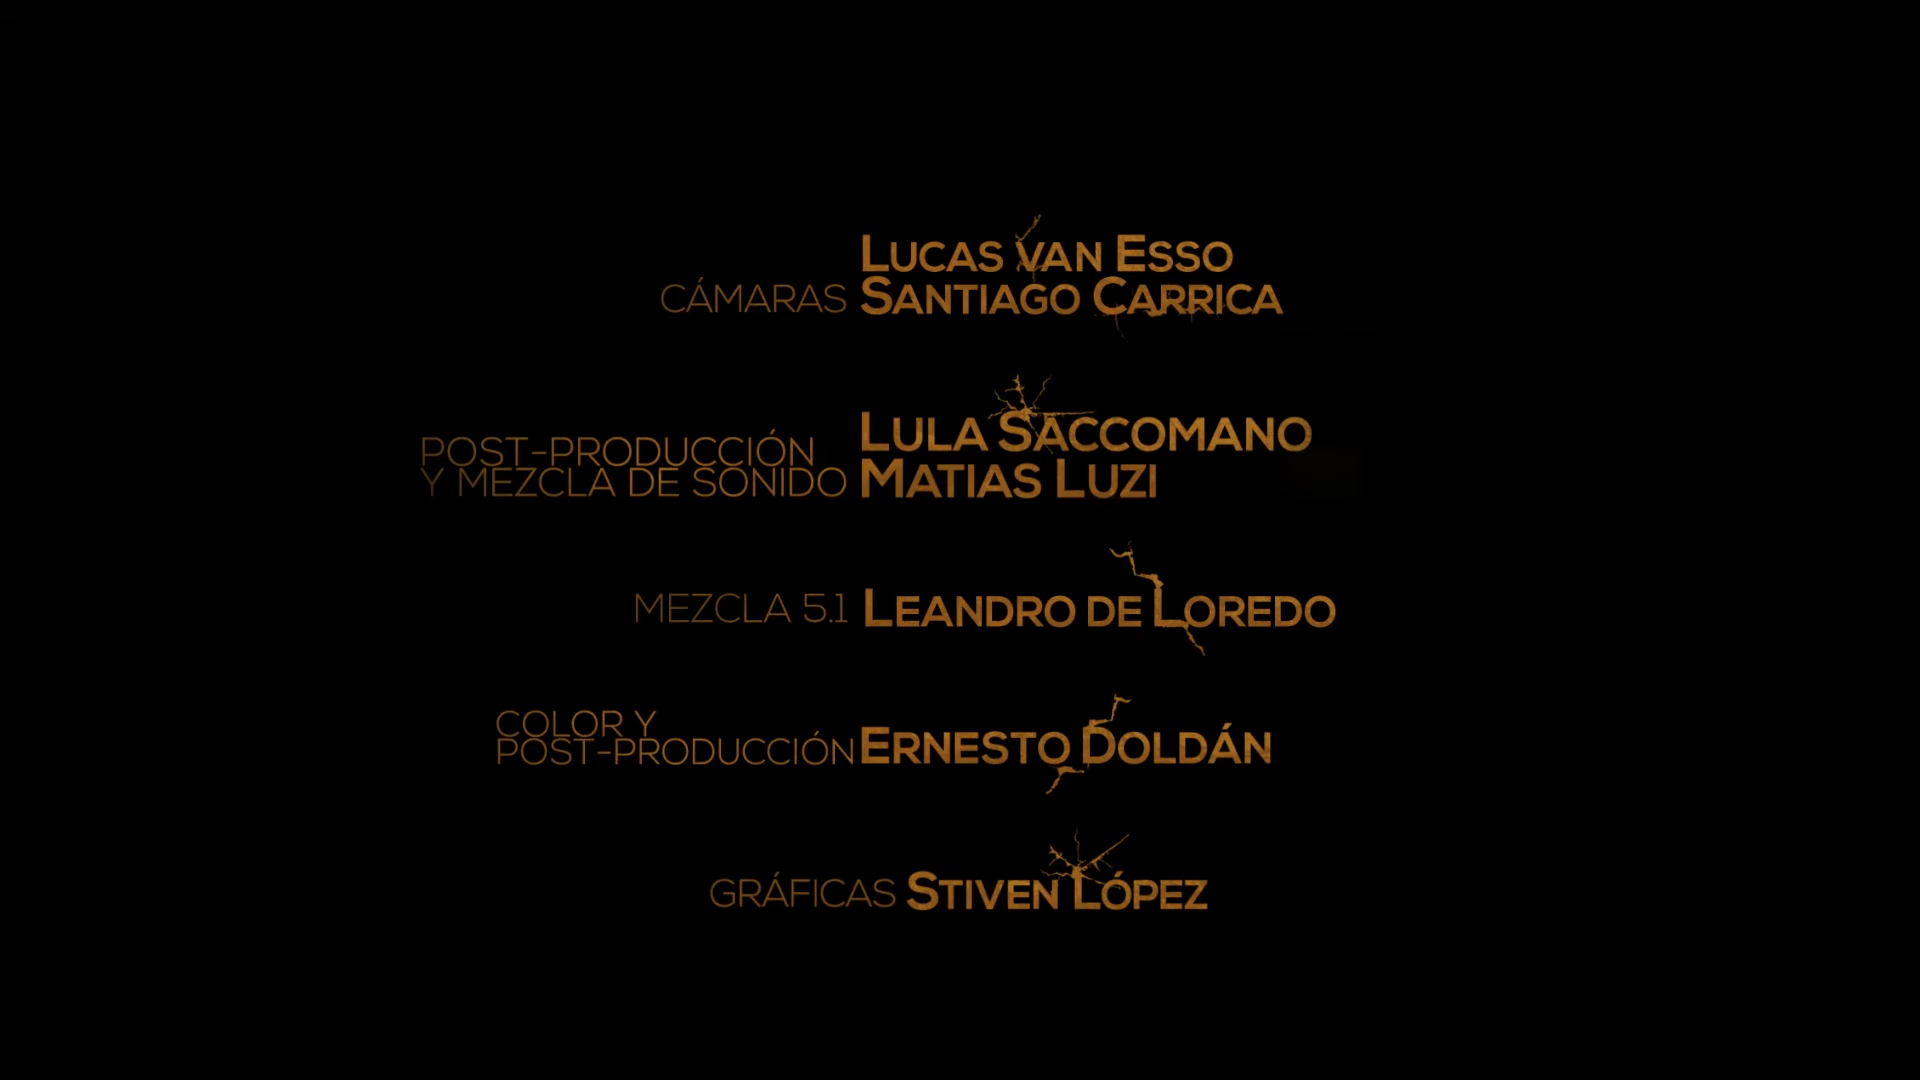 LUCAS VAN ESSO
CÁMARAS SANTIAGO CARRICA
LULA SACCOMANO
POST-PRODUCCIÓN
Y MEZCLA DE SONIDO MATIAS LUZI
MEZCLA 5.1 LEANDRO DE LOREDO
COLOR Y
POST-PRODUCCIÓN ERNESTO DOLDÁN
GRÁFICAS STIVEN LÓPEZ